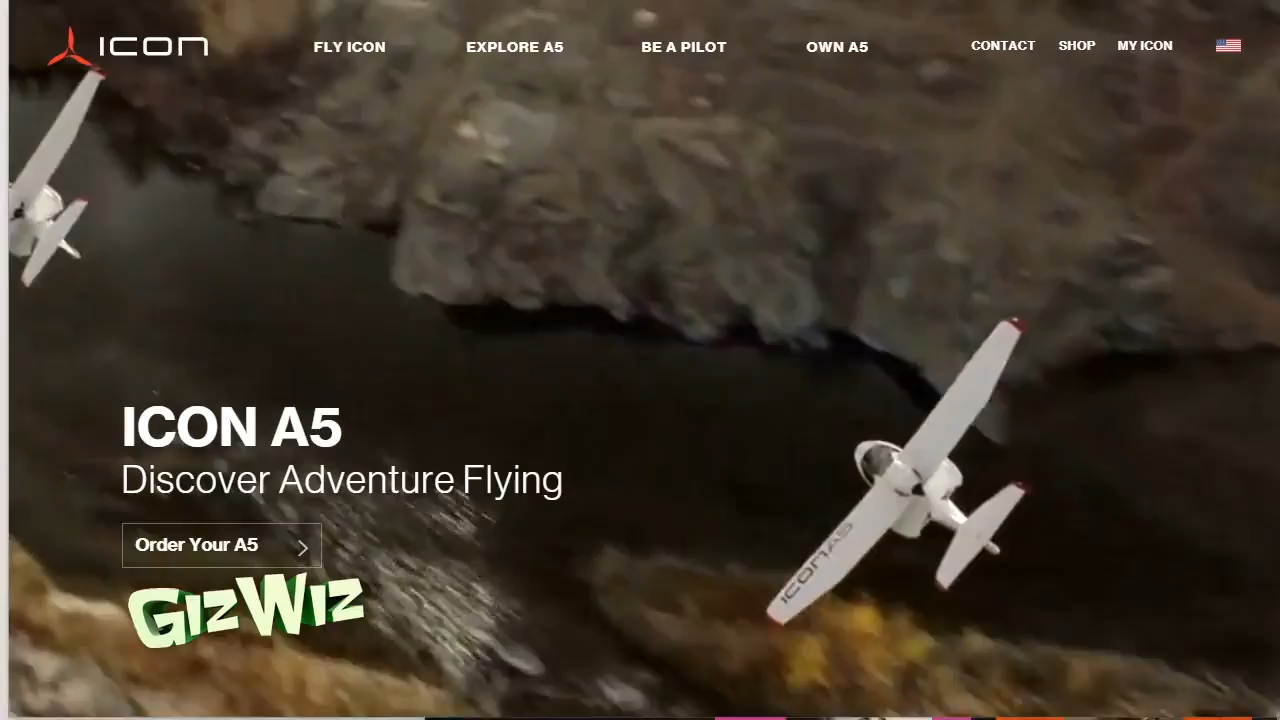 ICON
FLY ICON
EXPLORE A5
BE A PILOT
OWN A5
CONTACT
SHOP
MY ICON
ICON A5
Discover Adventure Flying
Order Your A5
GIZWIZ
ICON A5